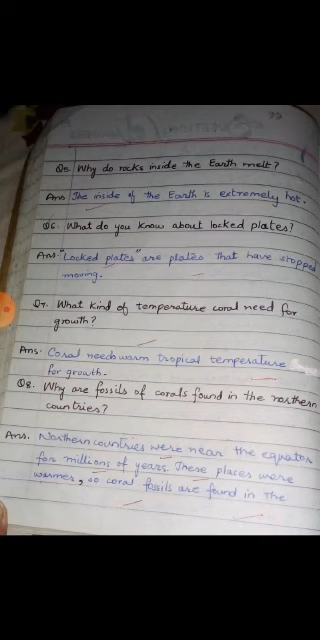 Q5. Why do rocks inside the Earth melt?
Ans. The inside of the Earth is extremely hot.
Q6. What do you know about locked plates?
Ans. "Locked plates" are plates that have stopped
moving.
Q7. What kind of temperature coral need for
growth?
Ans. Coral need warm tropical temperature
for growth.
Q8. Why are fossils of corals found in the northern
countries?
Ans. Northern countries were near the equator
for millions of years. These places were
warmer, so coral fossils are found in the